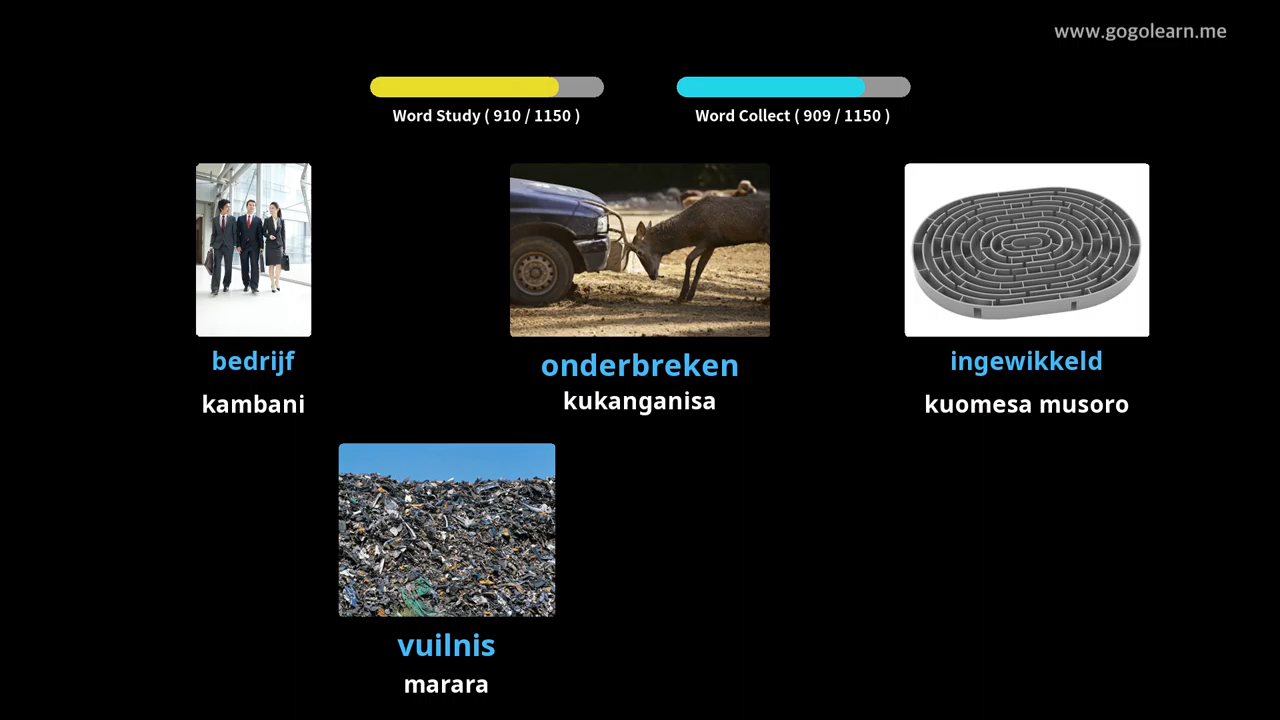 www.gogolearn.me
Word Study ( 910 / 1150 )
Word Collect ( 909 / 1150 )
bedrijf
kambani
onderbreken
kukanganisa
ingewikkeld
kuomesa musoro
vuilnis
marara